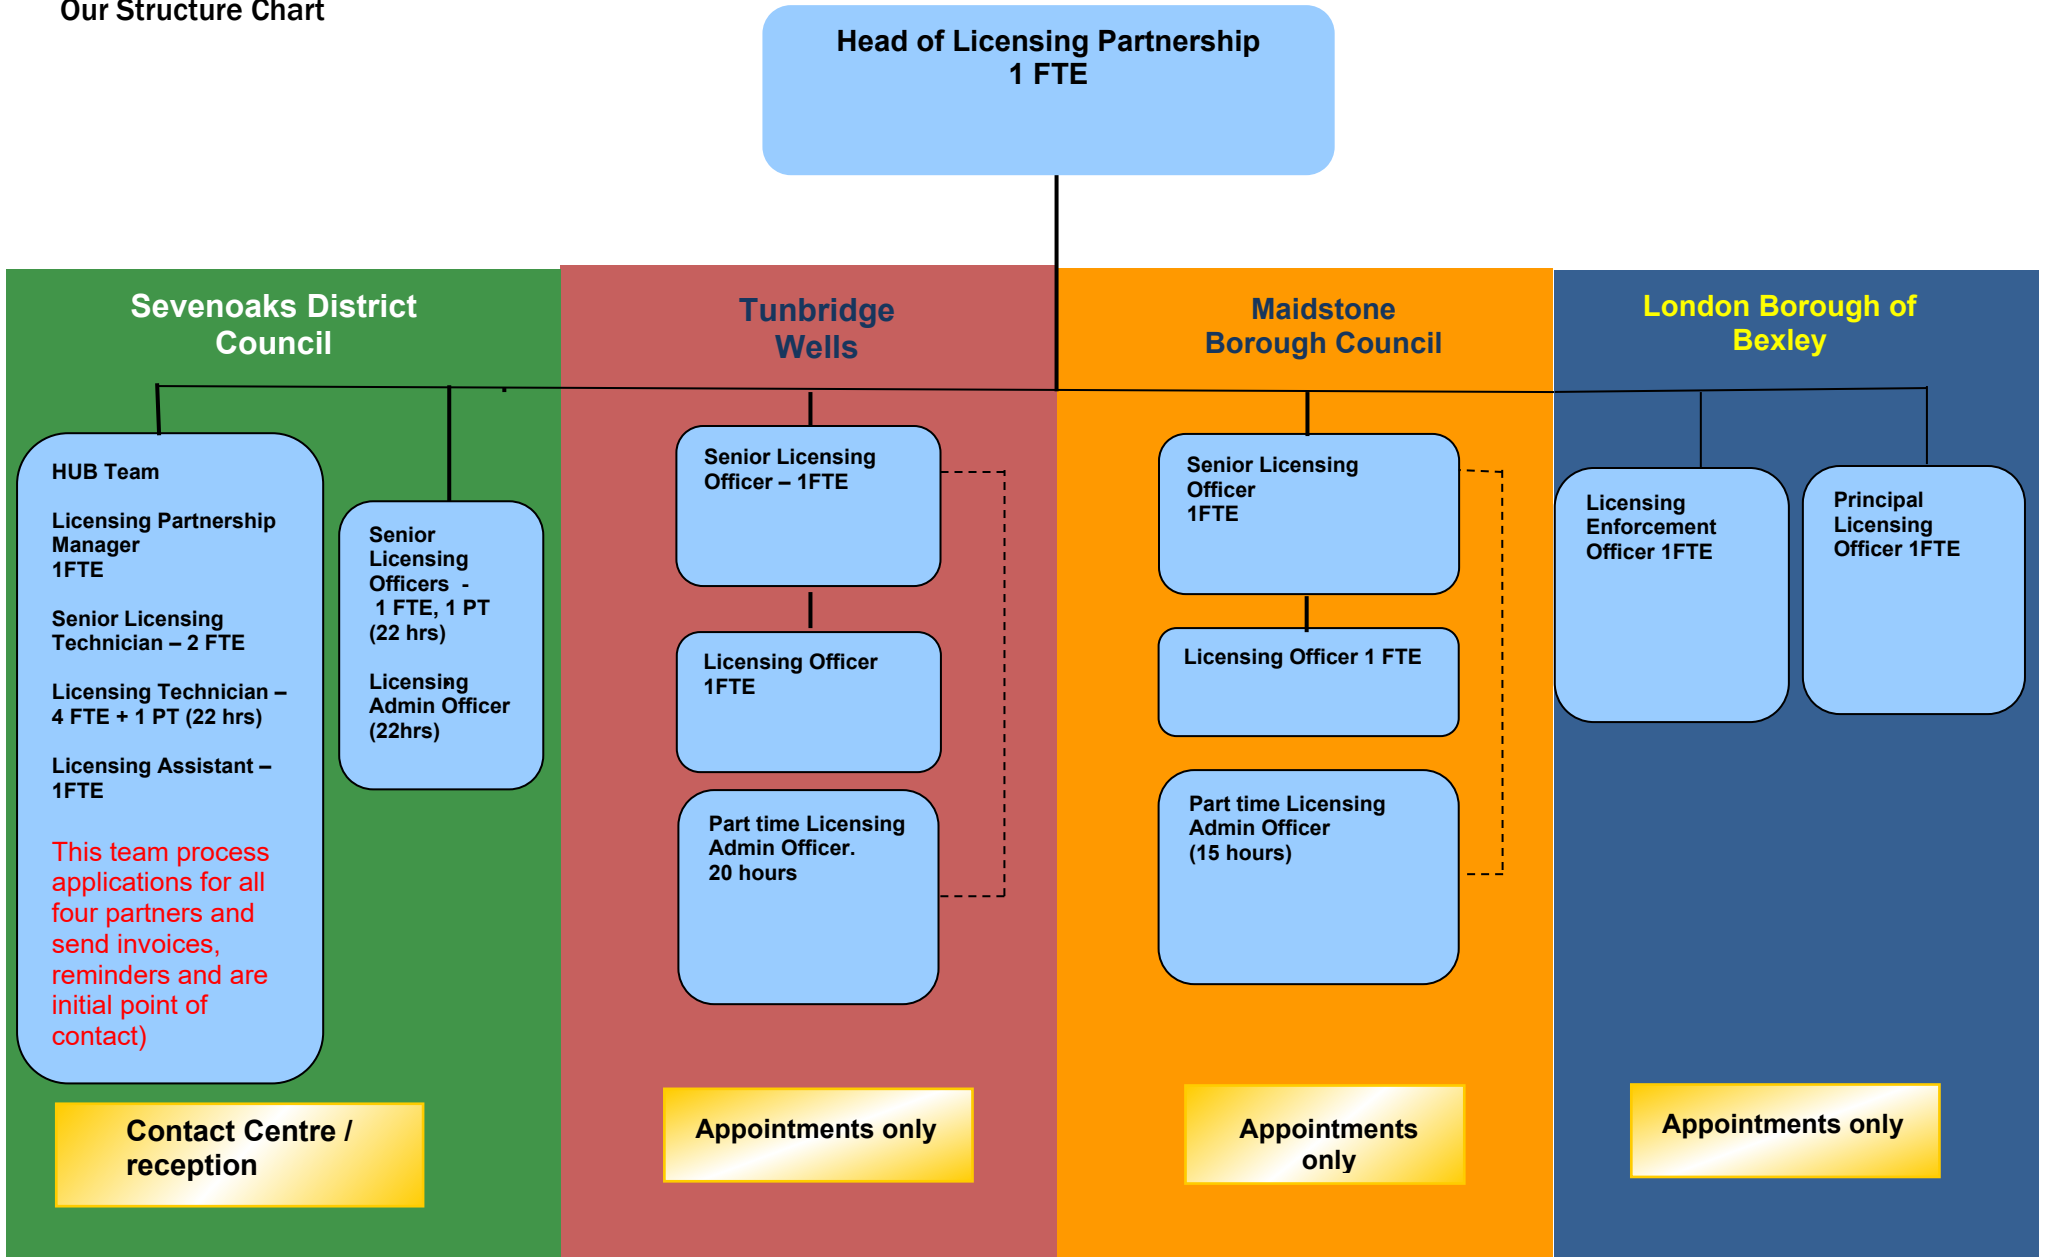 Our Structure Chart
Head of Licensing Partnership
1 FTE
Sevenoaks District
Council
HUB Team
Licensing Partnership
Manager
1FTE
Senior Licensing
Technician – 2 FTE
Licensing Technician –
4 FTE + 1 PT (22 hrs)
Licensing Assistant –
1FTE
This team process
applications for all
four partners and
send invoices,
reminders and are
initial point of
contact)
Senior
Licensing
Officers -
1 FTE, 1 PT
(22 hrs)
Licensing
Admin Officer
(22hrs)
Contact Centre /
reception
Tunbridge
Wells
Senior Licensing
Officer – 1FTE
Licensing Officer
1FTE
Part time Licensing
Admin Officer.
20 hours
Appointments only
Maidstone
Borough Council
Senior Licensing
Officer
1FTE
Licensing Officer 1 FTE
Part time Licensing
Admin Officer
(15 hours)
Appointments
only
London Borough of
Bexley
Licensing
Enforcement
Officer 1FTE
Principal
Licensing
Officer 1FTE
Appointments only